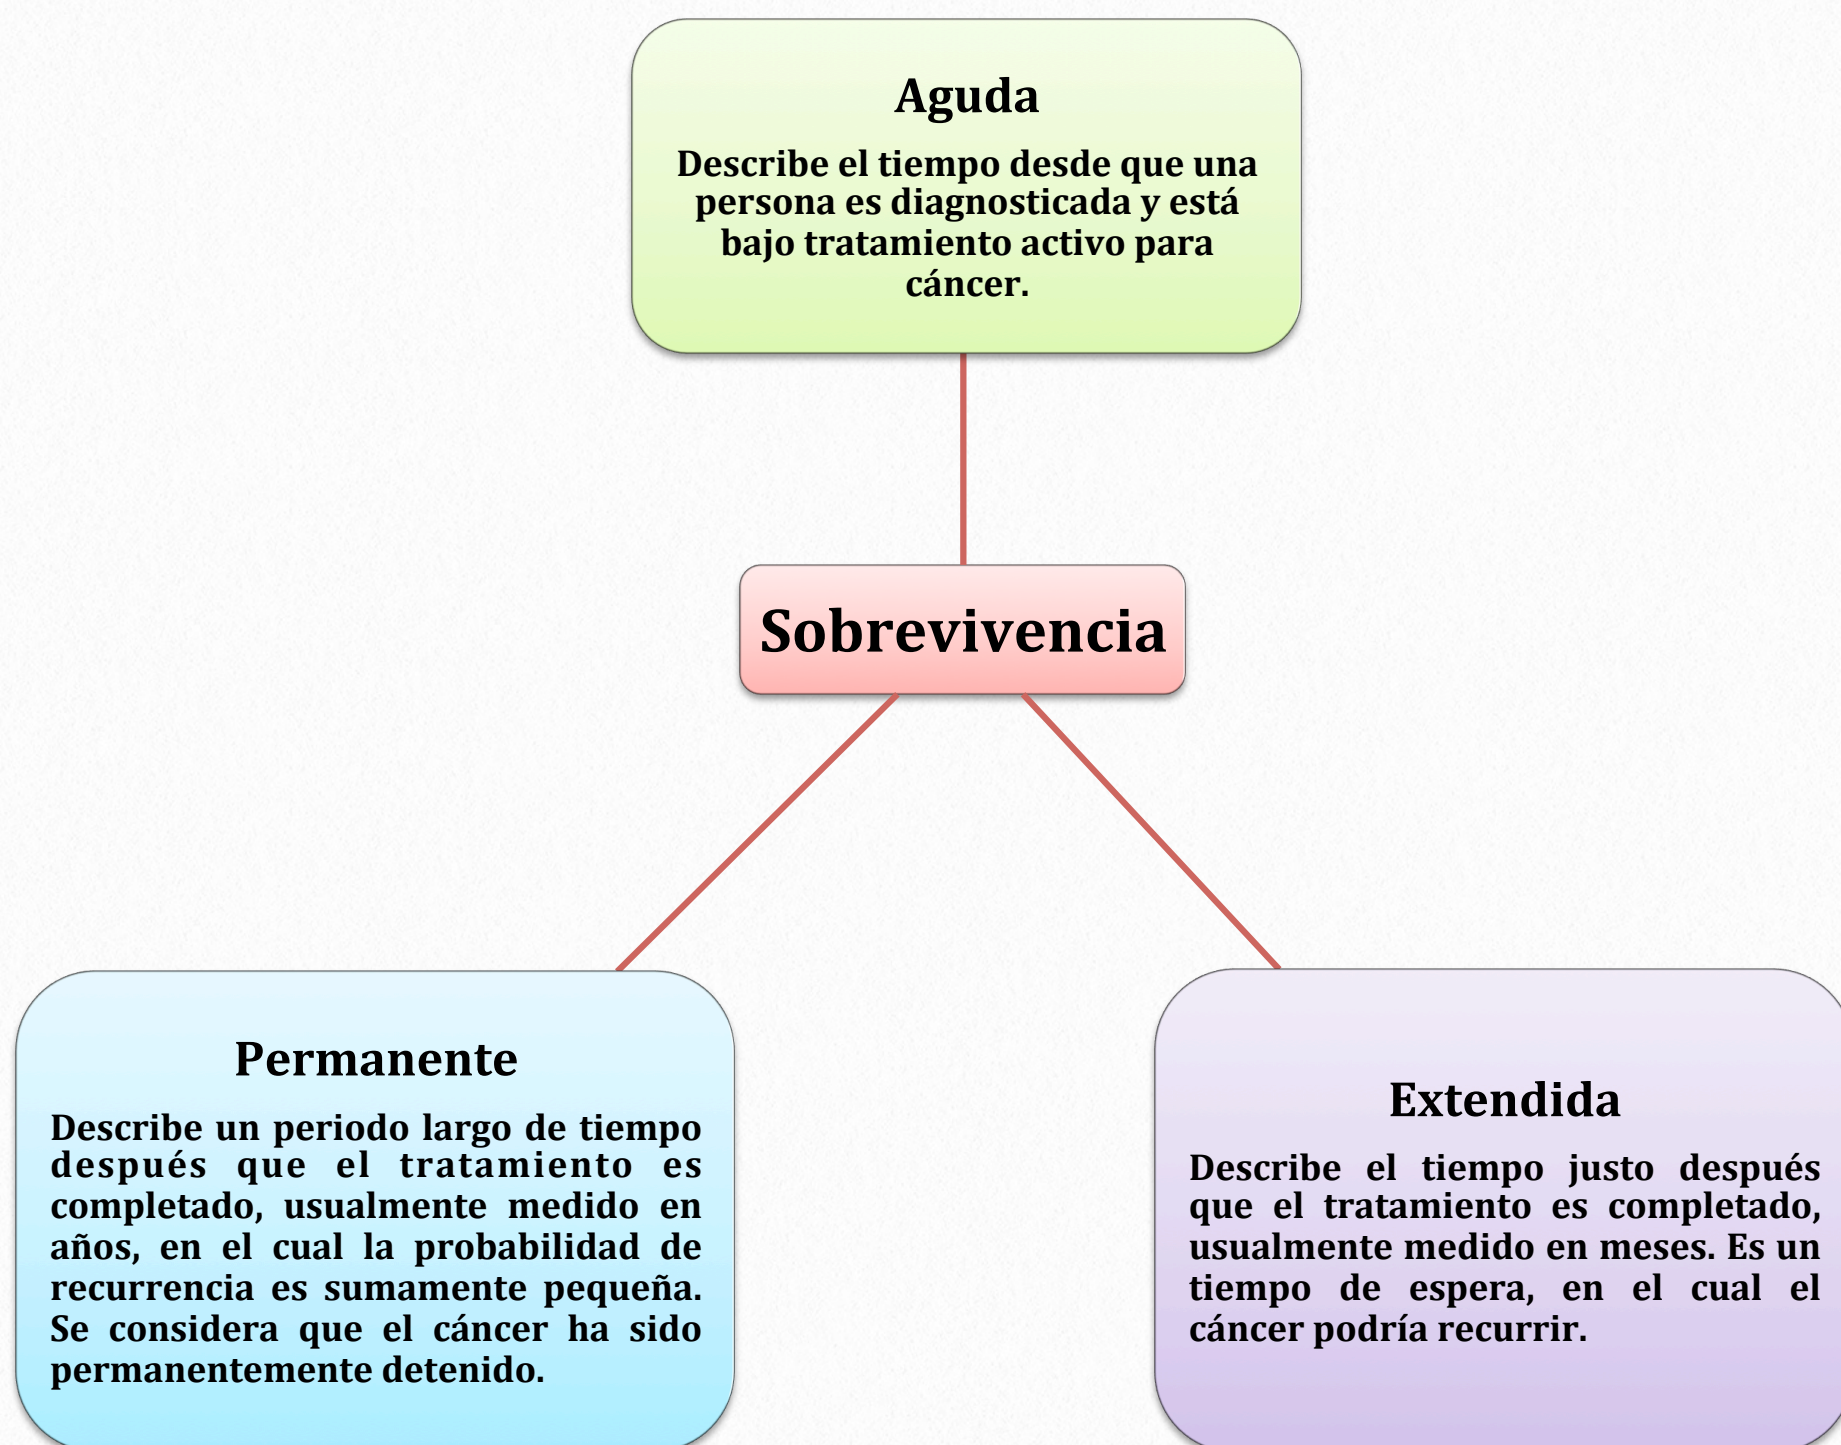 Aguda
Describe el tiempo desde que una
persona es diagnosticada y está
bajo tratamiento activo para
cáncer.
Sobrevivencia
Permanente
Describe un periodo largo de tiempo
después que el tratamiento es
completado, usualmente medido en
años, en el cual la probabilidad de
recurrencia es sumamente pequeña.
Se considera que el cáncer ha sido
permanentemente detenido.
Extendida
Describe el tiempo justo después
que el tratamiento es completado,
usualmente medido en meses. Es un
tiempo de espera, en el cual el
cáncer podría recurrir.